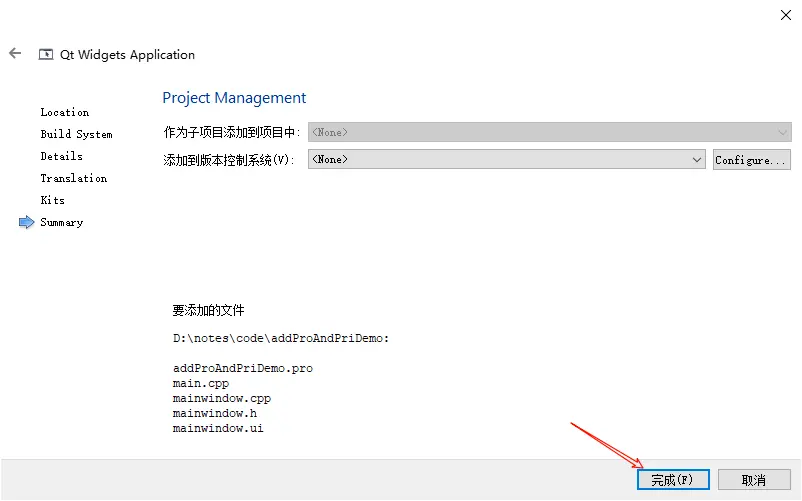 Qt Widgets Application
Location
Build System
Details
Translation
Kits
Summary
Project Management
作为子项目添加到项目中: <None>
添加到版本控制系统(V): <None> Configure...
要添加的文件
D:\notes\code\addProAndPriDemo:
addProAndPriDemo.pro
main.cpp
mainwindow.cpp
mainwindow.h
mainwindow.ui
完成(F) 取消